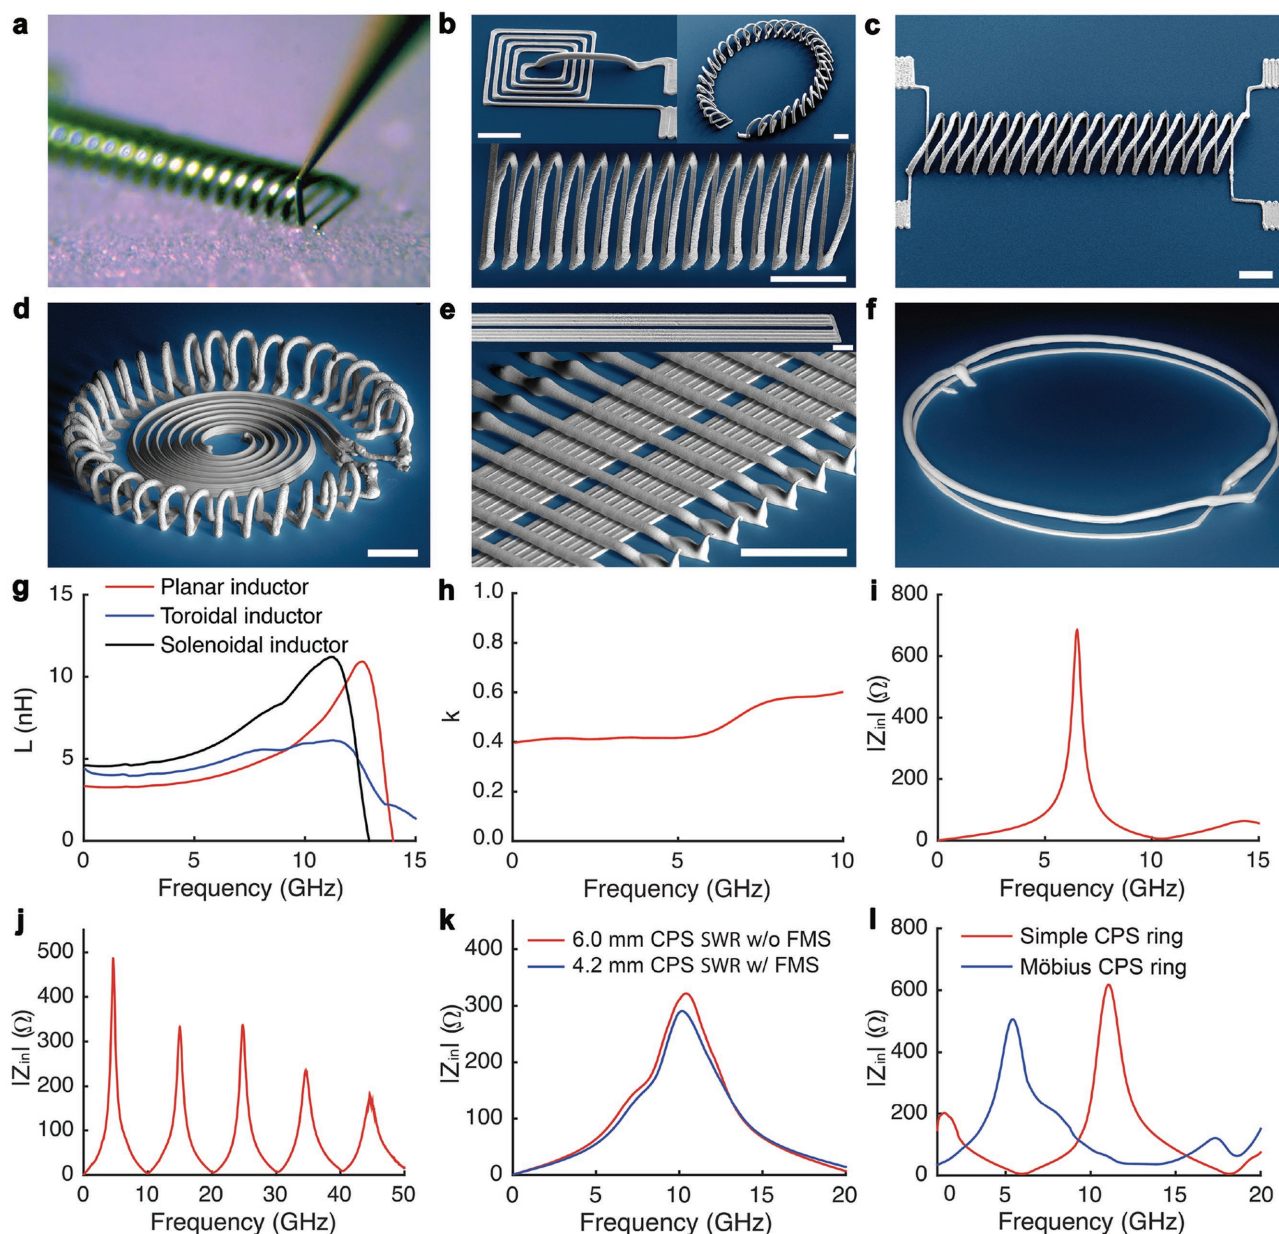 a
b
c
d
e
f
g
Planar inductor
Toroidal inductor
Solenoidal inductor
15
10
5
0
L (nH)
0
5
10
15
Frequency (GHz)
h
1.0
0.8
0.6
0.4
0.2
0.0
k
0
5
10
Frequency (GHz)
i
800
600
400
200
0
|Zin| (Ω)
0
5
10
15
Frequency (GHz)
j
500
400
300
200
100
0
|Zin| (Ω)
0
10
20
30
40
50
Frequency (GHz)
k
6.0 mm CPS SWR w/o FMS
4.2 mm CPS SWR w/ FMS
400
300
200
100
0
|Zin| (Ω)
0
5
10
15
20
Frequency (GHz)
l
Simple CPS ring
Möbius CPS ring
800
600
400
200
0
|Zin| (Ω)
0
5
10
15
20
Frequency (GHz)